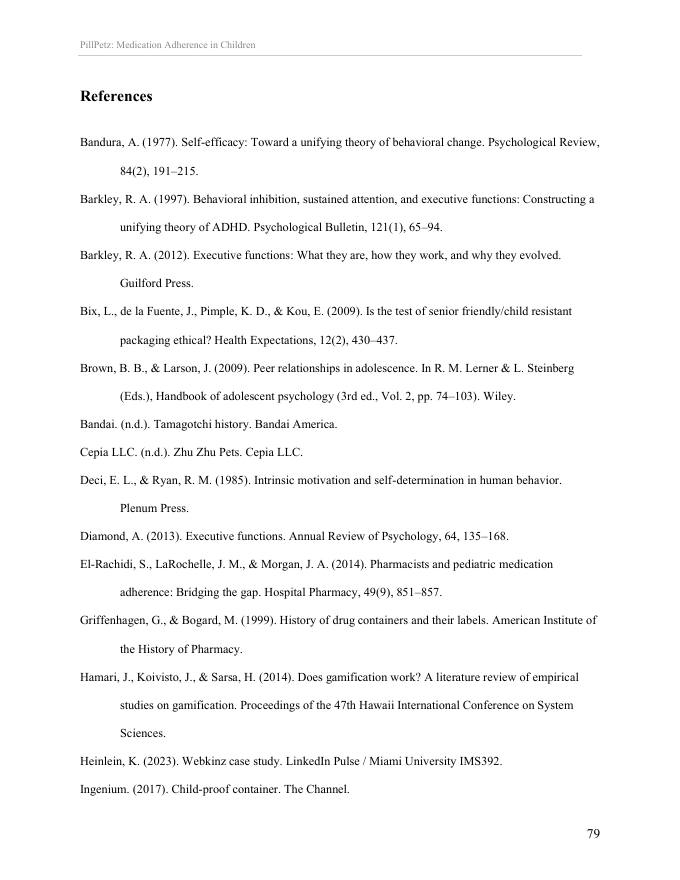 PillPetz: Medication Adherence in Children
References
Bandura, A. (1977). Self-efficacy: Toward a unifying theory of behavioral change. Psychological Review,
84(2), 191–215.
Barkley, R. A. (1997). Behavioral inhibition, sustained attention, and executive functions: Constructing a
unifying theory of ADHD. Psychological Bulletin, 121(1), 65–94.
Barkley, R. A. (2012). Executive functions: What they are, how they work, and why they evolved.
Guilford Press.
Bix, L., de la Fuente, J., Pimple, K. D., & Kou, E. (2009). Is the test of senior friendly/child resistant
packaging ethical? Health Expectations, 12(2), 430–437.
Brown, B. B., & Larson, J. (2009). Peer relationships in adolescence. In R. M. Lerner & L. Steinberg
(Eds.), Handbook of adolescent psychology (3rd ed., Vol. 2, pp. 74–103). Wiley.
Bandai. (n.d.). Tamagotchi history. Bandai America.
Cepia LLC. (n.d.). Zhu Zhu Pets. Cepia LLC.
Deci, E. L., & Ryan, R. M. (1985). Intrinsic motivation and self-determination in human behavior.
Plenum Press.
Diamond, A. (2013). Executive functions. Annual Review of Psychology, 64, 135–168.
El-Rachidi, S., LaRochelle, J. M., & Morgan, J. A. (2014). Pharmacists and pediatric medication
adherence: Bridging the gap. Hospital Pharmacy, 49(9), 851–857.
Griffenhagen, G., & Bogard, M. (1999). History of drug containers and their labels. American Institute of
the History of Pharmacy.
Hamari, J., Koivisto, J., & Sarsa, H. (2014). Does gamification work? A literature review of empirical
studies on gamification. Proceedings of the 47th Hawaii International Conference on System
Sciences.
Heinlein, K. (2023). Webkinz case study. LinkedIn Pulse / Miami University IMS392.
Ingenium. (2017). Child-proof container. The Channel.
79